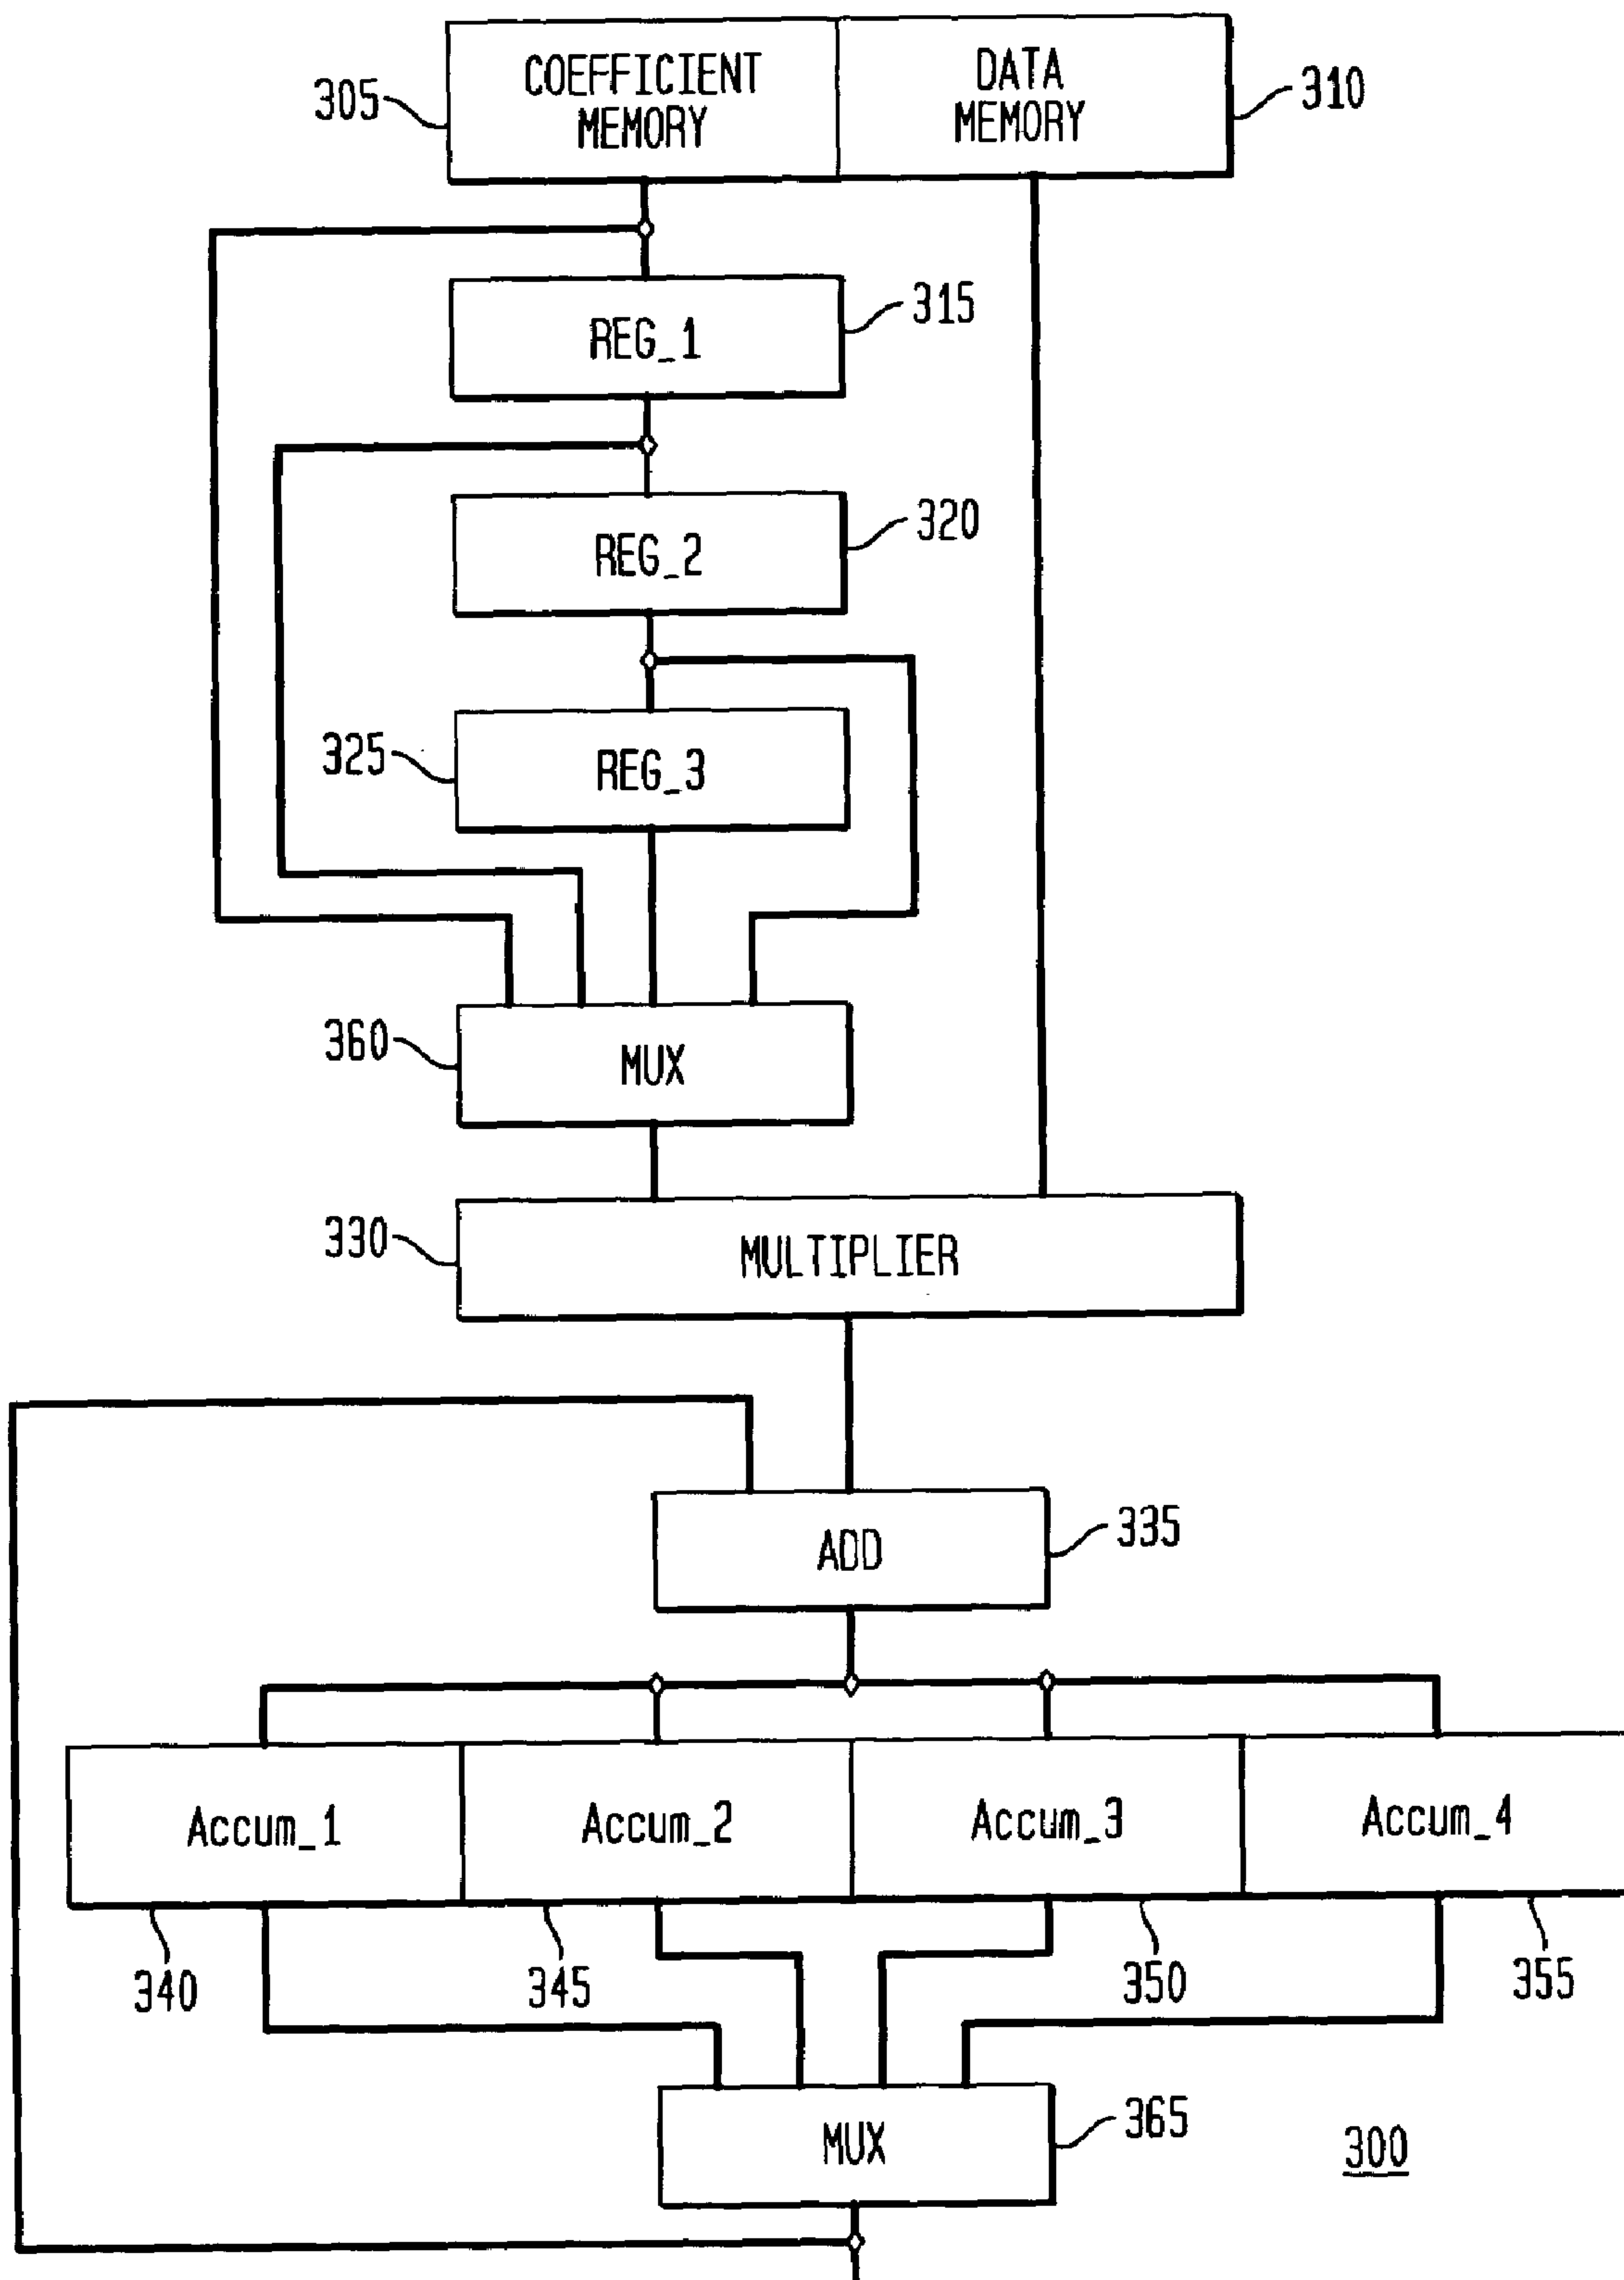 COEFFICIENT
MEMORY
DATA
MEMORY
305
310
REG_1
315
REG_2
320
REG_3
325
MUX
360
MULTIPLIER
330
ADD
335
Accum_1
Accum_2
Accum_3
Accum_4
340
345
350
355
MUX
365
300